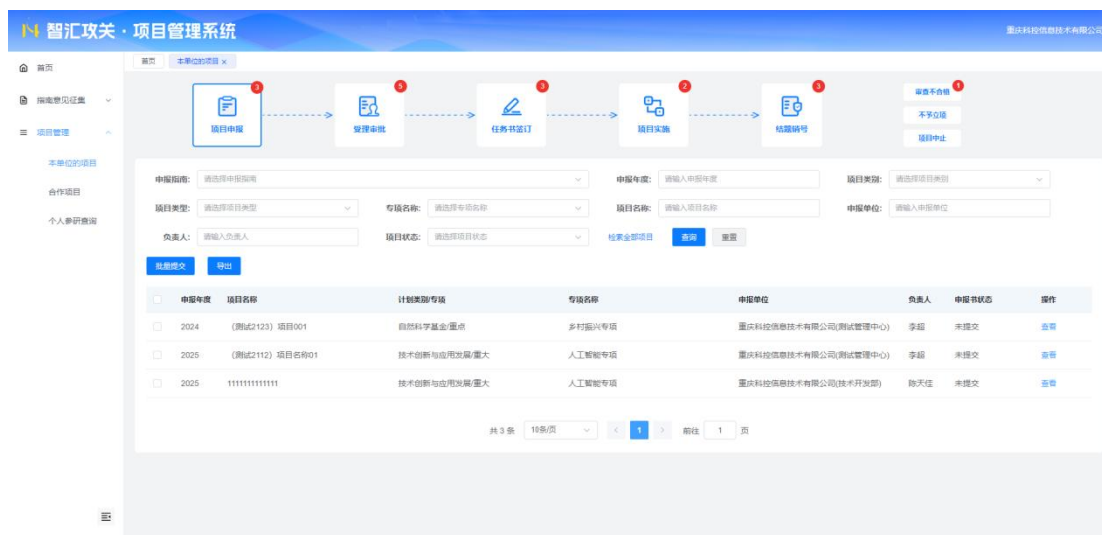 智汇攻关·项目管理系统
重庆科控信息技术有限公司
首页
指南意见征集
项目管理
本单位的项目
合作项目
个人参研查询
首页 本单位的项目 ×
3 5 3 2 3 1
项目申报 受理审批 任务书签订 项目实施 结题销号
审查不合格
不予立项
项目中止
申报指南: 请选择申报指南 申报年度: 请输入申报年度 项目类别: 请选择项目类别
项目类型: 请选择项目类型 专项名称: 请选择专项名称 项目名称: 请输入项目名称 申报单位: 请输入申报单位
负责人: 请输入负责人 项目状态: 请选择项目状态 检索全部项目 查询 重置
批量提交 导出
申报年度 项目名称 计划类别/专项 专项名称 申报单位 负责人 申报书状态 操作
2024 (测试2123) 项目001 自然科学基金/重点 乡村振兴专项 重庆科控信息技术有限公司(测试管理中心) 李超 未提交 查看
2025 (测试2112) 项目名称01 技术创新与应用发展/重大 人工智能专项 重庆科控信息技术有限公司(测试管理中心) 李超 未提交 查看
2025 1111111111111 技术创新与应用发展/重大 人工智能专项 重庆科控信息技术有限公司(技术开发部) 陈天佳 未提交 查看
共 3 条 10条/页 < 1 > 前往 1 页